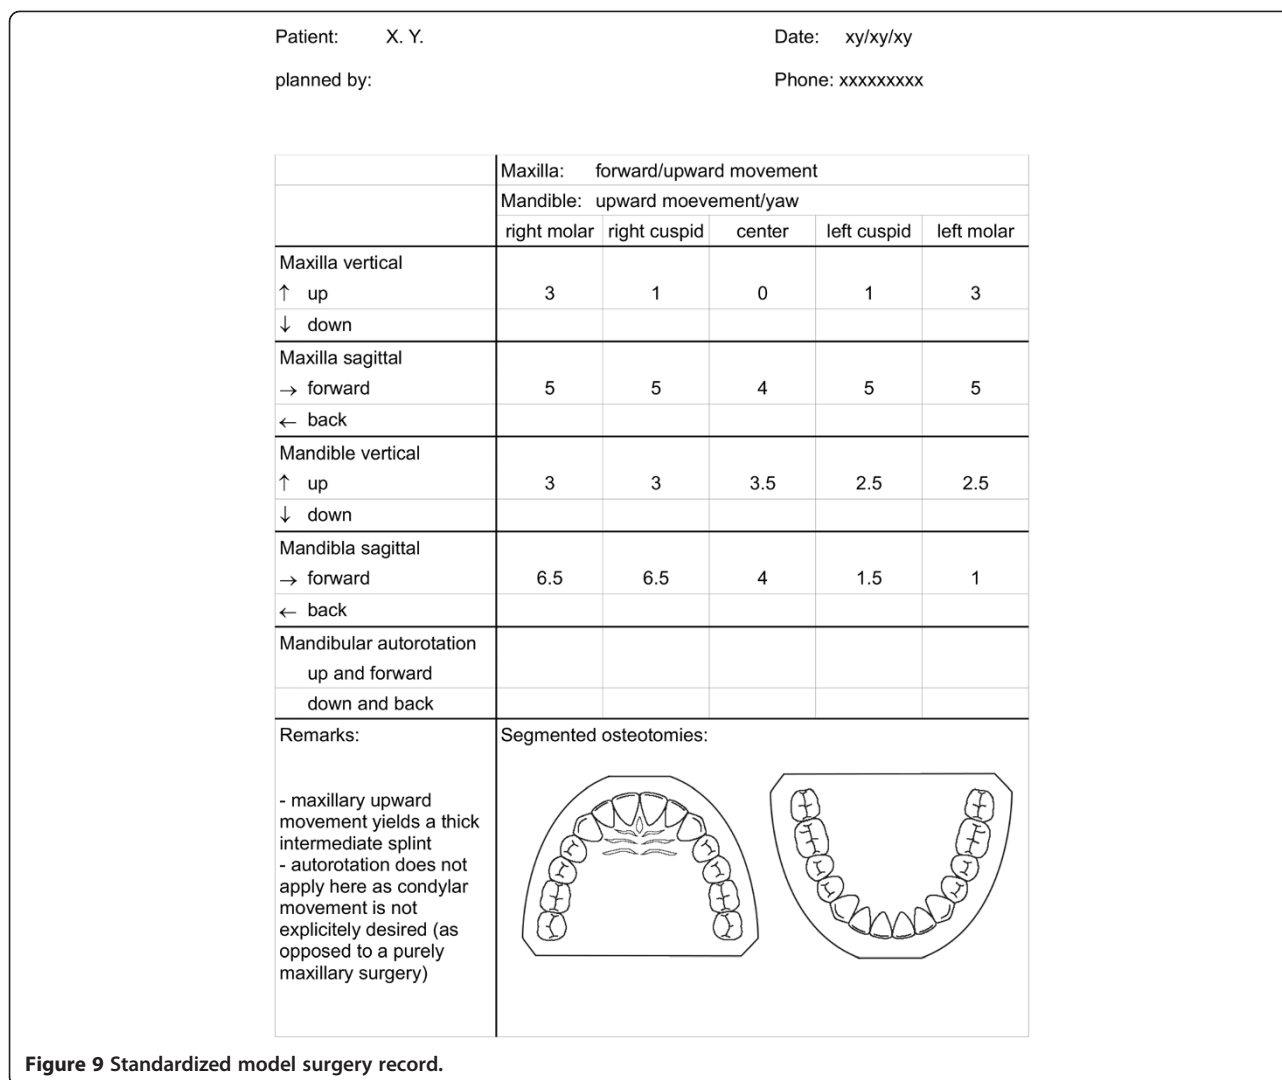 Patient: X. Y. Date: xy/xy/xy
planned by: Phone: xxxxxxxxx
Maxilla: forward/upward movement
Mandible: upward moevement/yaw
right molar right cuspid center left cuspid left molar
Maxilla vertical
↑ up 3 1 0 1 3
↓ down
Maxilla sagittal
→ forward 5 5 4 5 5
← back
Mandible vertical
↑ up 3 3 3.5 2.5 2.5
↓ down
Mandibla sagittal
→ forward 6.5 6.5 4 1.5 1
← back
Mandibular autorotation
up and forward
down and back
Remarks: Segmented osteotomies:
- maxillary upward
movement yields a thick
intermediate splint
- autorotation does not
apply here as condylar
movement is not
explicitely desired (as
opposed to a purely
maxillary surgery)
Figure 9 Standardized model surgery record.